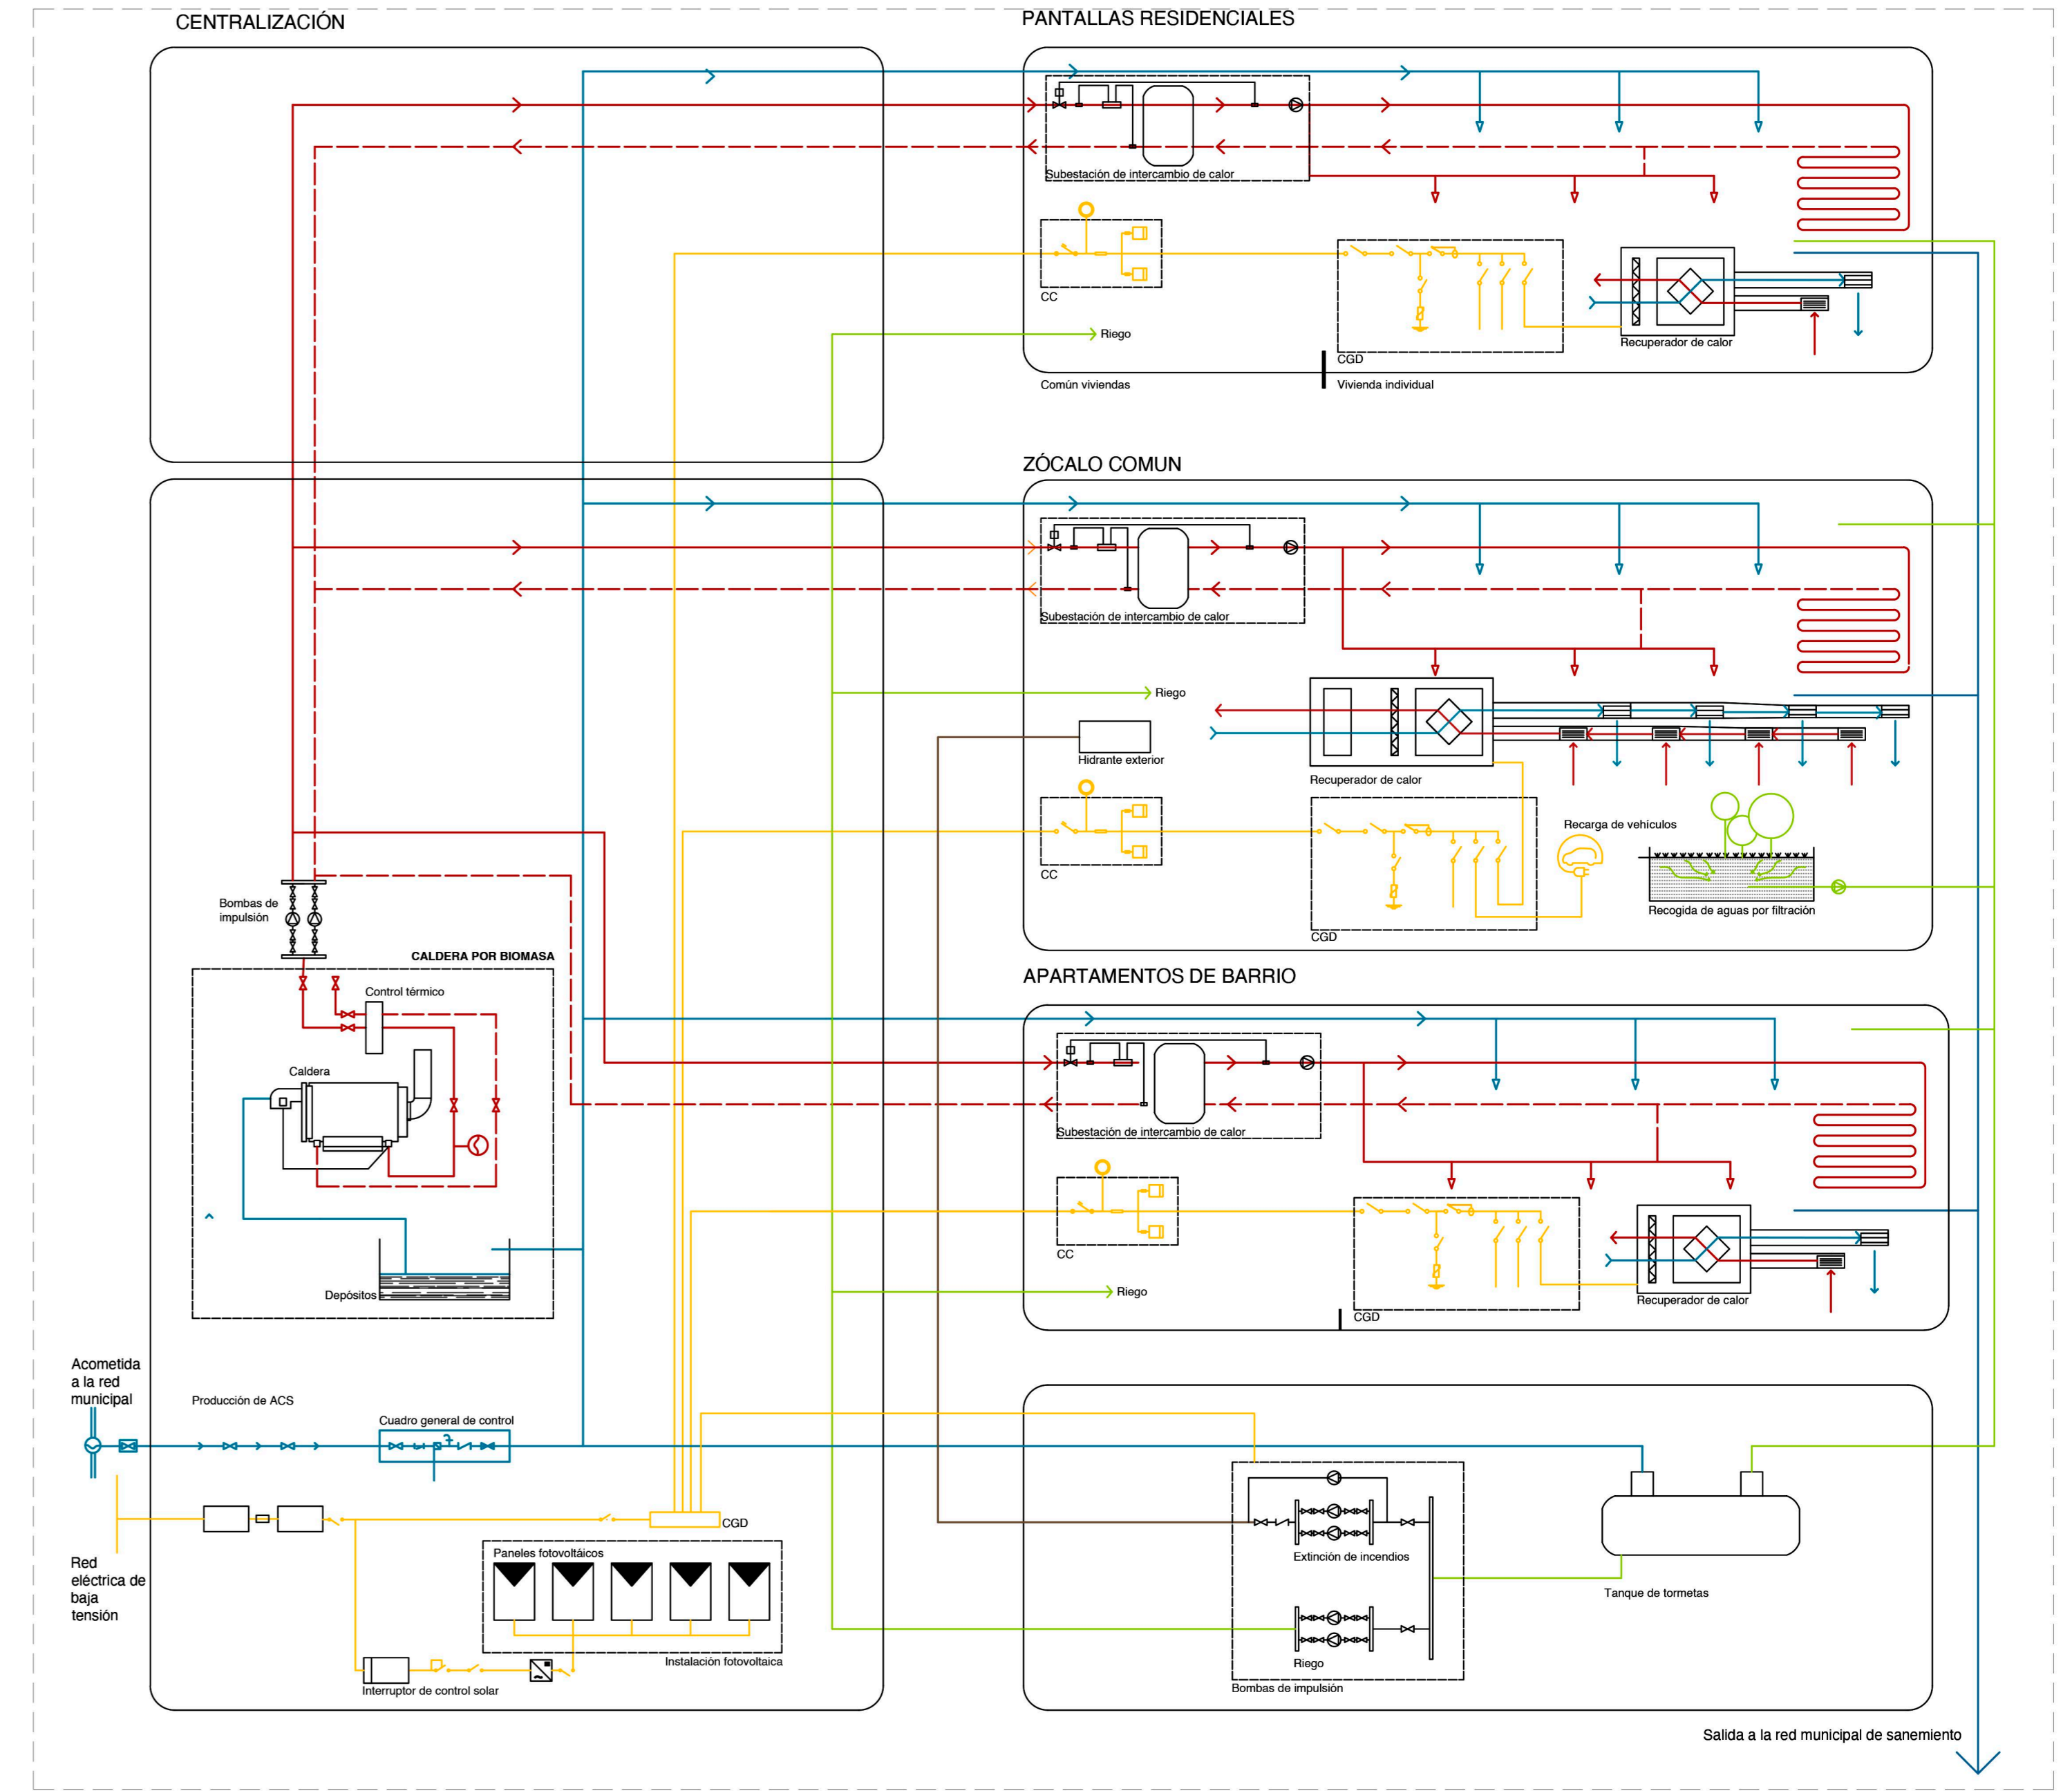 CENTRALIZACIÓN
PANTALLAS RESIDENCIALES
Subestación de intercambio de calor
CC
Riego
CGD
Recuperador de calor
Común viviendas
Vivienda individual
ZÓCALO COMUN
Subestación de intercambio de calor
Riego
Hidrante exterior
Recuperador de calor
CC
CGD
Recarga de vehículos
Recogida de aguas por filtración
Bombas de
impulsión
CALDERA POR BIOMASA
Control térmico
Caldera
Depósitos
APARTAMENTOS DE BARRIO
Subestación de intercambio de calor
CC
Riego
CGD
Recuperador de calor
Acometida
a la red
municipal
Producción de ACS
Cuadro general de control
CGD
Red
eléctrica de
baja
tensión
Paneles fotovoltáicos
Instalación fotovoltaica
Interruptor de control solar
Extinción de incendios
Riego
Bombas de impulsión
Tanque de tormetas
Salida a la red municipal de sanemiento